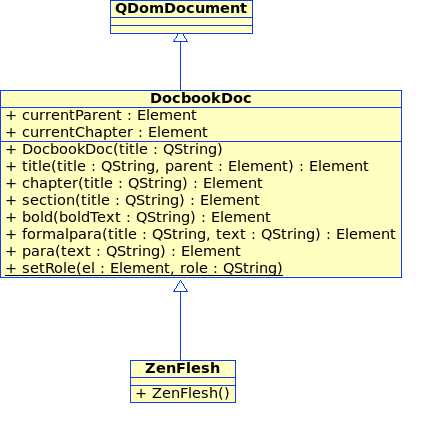 QDomDocument
DocbookDoc
+ currentParent : Element
+ currentChapter : Element
+ DocbookDoc(title : QString)
+ title(title : QString, parent : Element) : Element
+ chapter(title : QString) : Element
+ section(title : QString) : Element
+ bold(boldText : QString) : Element
+ formalpara(title : QString, text : QString) : Element
+ para(text : QString) : Element
+ setRole(el : Element, role : QString)
ZenFlesh
+ ZenFlesh()